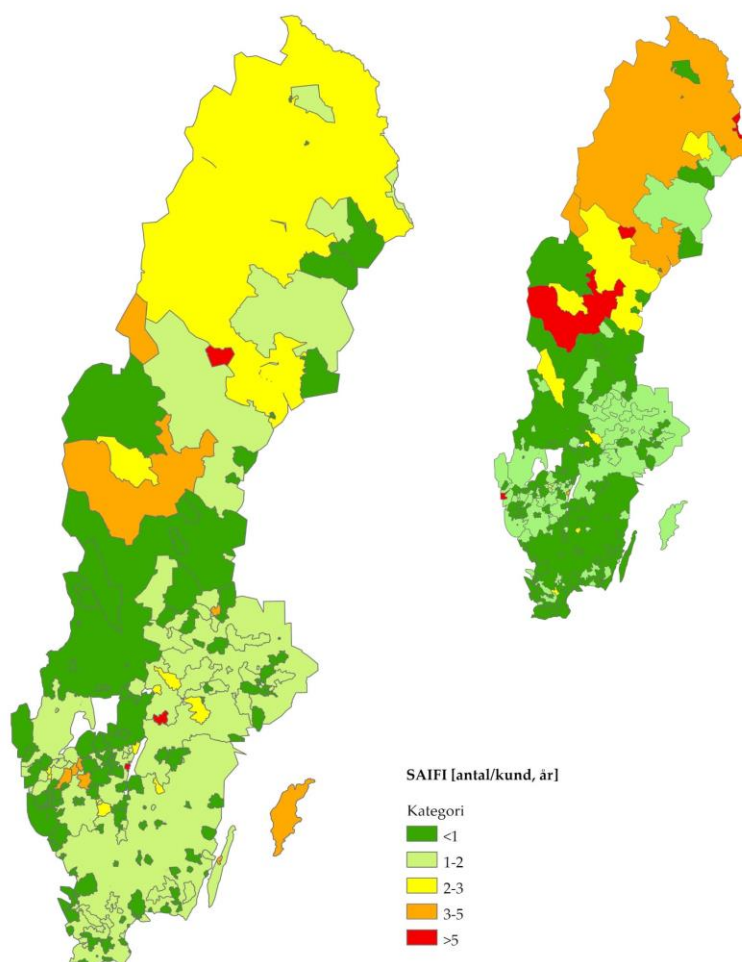 SAIFI [antal/kund, år]
Kategori
<1
1-2
2-3
3-5
>5